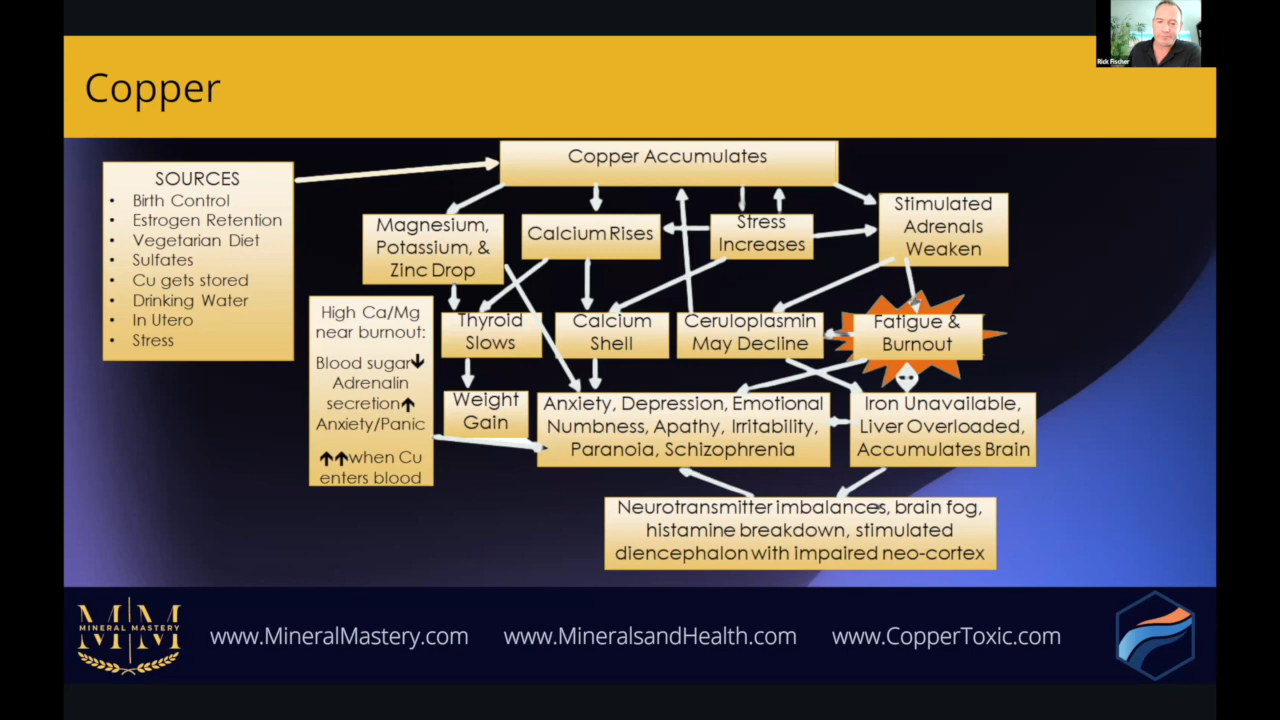 Rick Fischer
Copper
Copper Accumulates
SOURCES
• Birth Control
• Estrogen Retention
• Vegetarian Diet
• Sulfates
• Cu gets stored
• Drinking Water
• In Utero
• Stress
Magnesium,
Potassium, &
Zinc Drop
Calcium Rises
Stress
Increases
Stimulated
Adrenals
Weaken
High Ca/Mg
near burnout:
Blood sugar🡇
Adrenalin
secretion🡅
Anxiety/Panic
🡅🡅when Cu
enters blood
Thyroid
Slows
Calcium
Shell
Ceruloplasmin
May Decline
Fatigue &
Burnout
Weight
Gain
Anxiety, Depression, Emotional
Numbness, Apathy, Irritability,
Paranoia, Schizophrenia
Iron Unavailable,
Liver Overloaded,
Accumulates Brain
Neurotransmitter imbalances, brain fog,
histamine breakdown, stimulated
diencephalon with impaired neo-cortex
M M
MINERAL MASTERY
www.MineralMastery.com
www.MineralsandHealth.com
www.CopperToxic.com